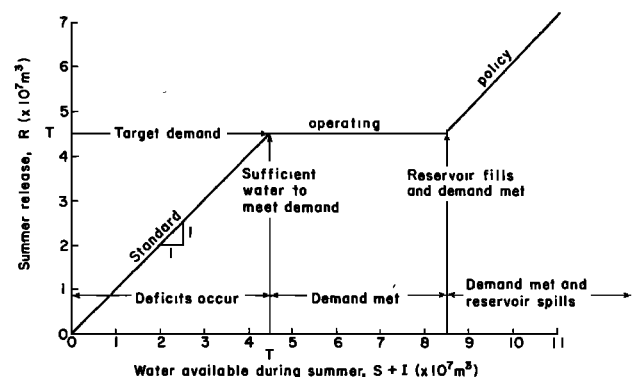 7
6
5
T
4
3
2
1
0
Summer release, R (x10⁷m³)
Target demand
operating
policy
Standard
1
1
Sufficient
water to
meet demand
Reservoir fills
and demand met
Deficits occur
Demand met
Demand met and
reservoir spills
0 1 2 3 4 5 6 7 8 9 10 11
T
Water available during summer, S + I (x10⁷m³)